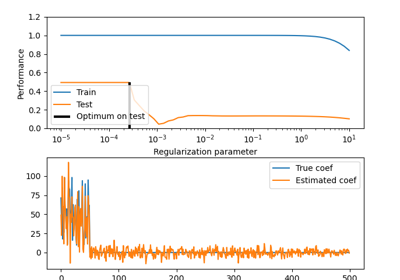 1.2
1.0
0.8
0.6
0.4
0.2
0.0
Performance
Train
Test
Optimum on test
10⁻⁵ 10⁻⁴ 10⁻³ 10⁻² 10⁻¹ 10⁰ 10¹
Regularization parameter
100
75
50
25
0
True coef
Estimated coef
0 100 200 300 400 500